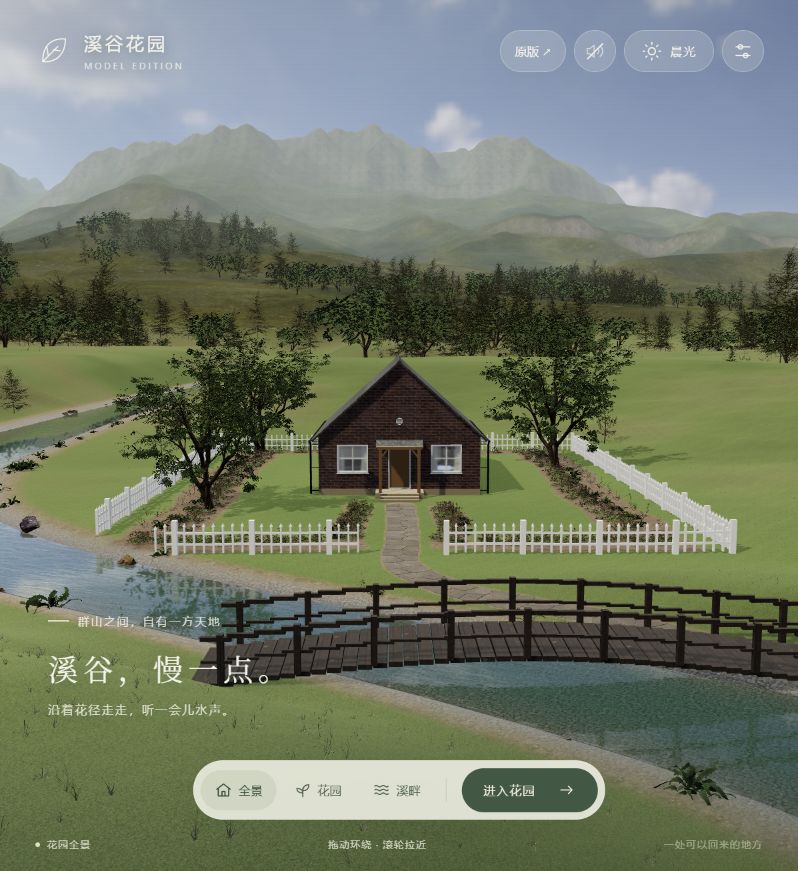 溪谷花园
MODEL EDITION
原版 ↗
晨光
群山之间，自有一方天地
溪谷，慢一点。
沿着花径走走，听一会儿水声。
全景
花园
溪畔
进入花园 →
花园全景
拖动环绕 · 滚轮拉近
一处可以回来的地方